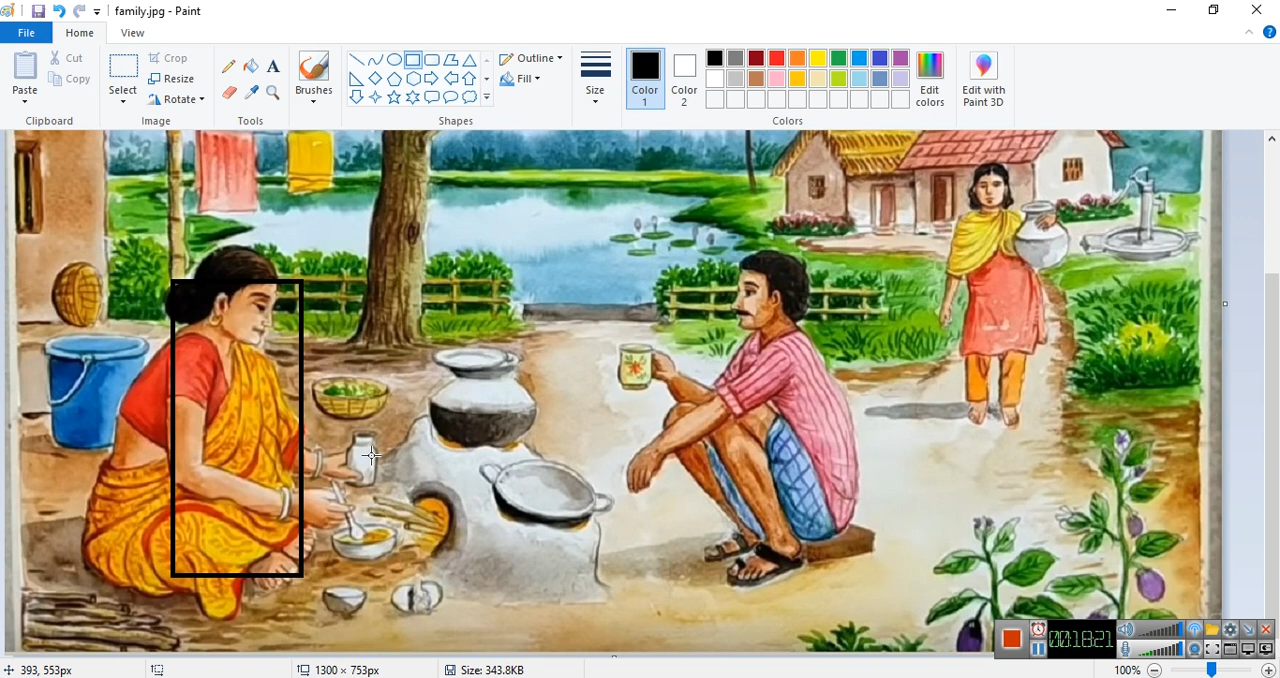 family.jpg - Paint
File Home View
Paste Cut Copy Select Crop Resize Rotate Brushes Outline Fill Size Color 1 Color 2 Edit colors Edit with Paint 3D
Clipboard Image Tools Shapes Colors
00:18:21
393, 553px 1300 × 753px Size: 343.8KB 100%